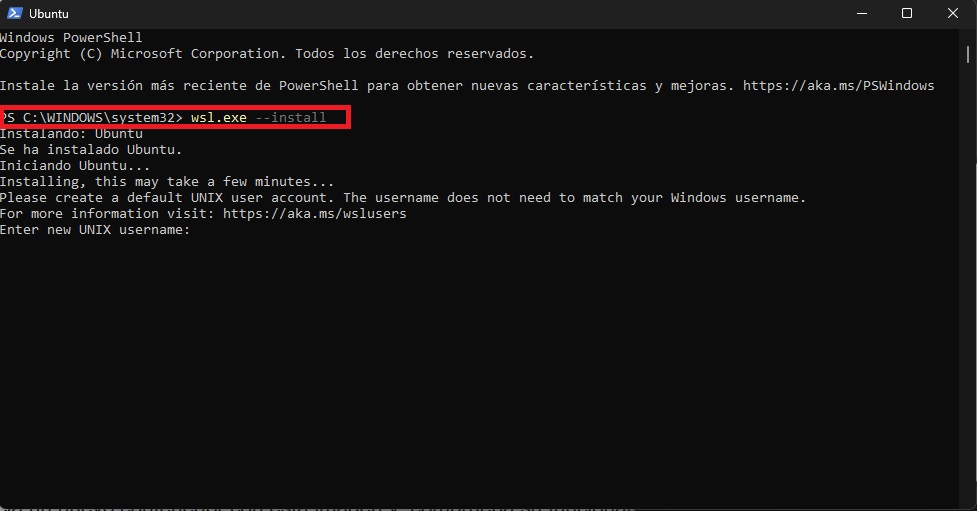 Ubuntu
Windows PowerShell
Copyright (C) Microsoft Corporation. Todos los derechos reservados.
Instale la versión más reciente de PowerShell para obtener nuevas características y mejoras. https://aka.ms/PSWindows
PS C:\WINDOWS\system32> wsl.exe --install
Instalando: Ubuntu
Se ha instalado Ubuntu.
Iniciando Ubuntu...
Installing, this may take a few minutes...
Please create a default UNIX user account. The username does not need to match your Windows username.
For more information visit: https://aka.ms/wslusers
Enter new UNIX username: